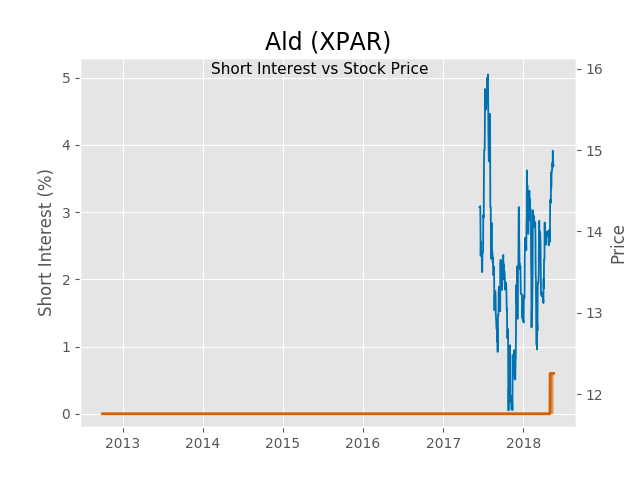 Ald (XPAR)
Short Interest vs Stock Price
Short Interest (%)
5
4
3
2
1
0
16
15
14
13
12
Price
2013 2014 2015 2016 2017 2018